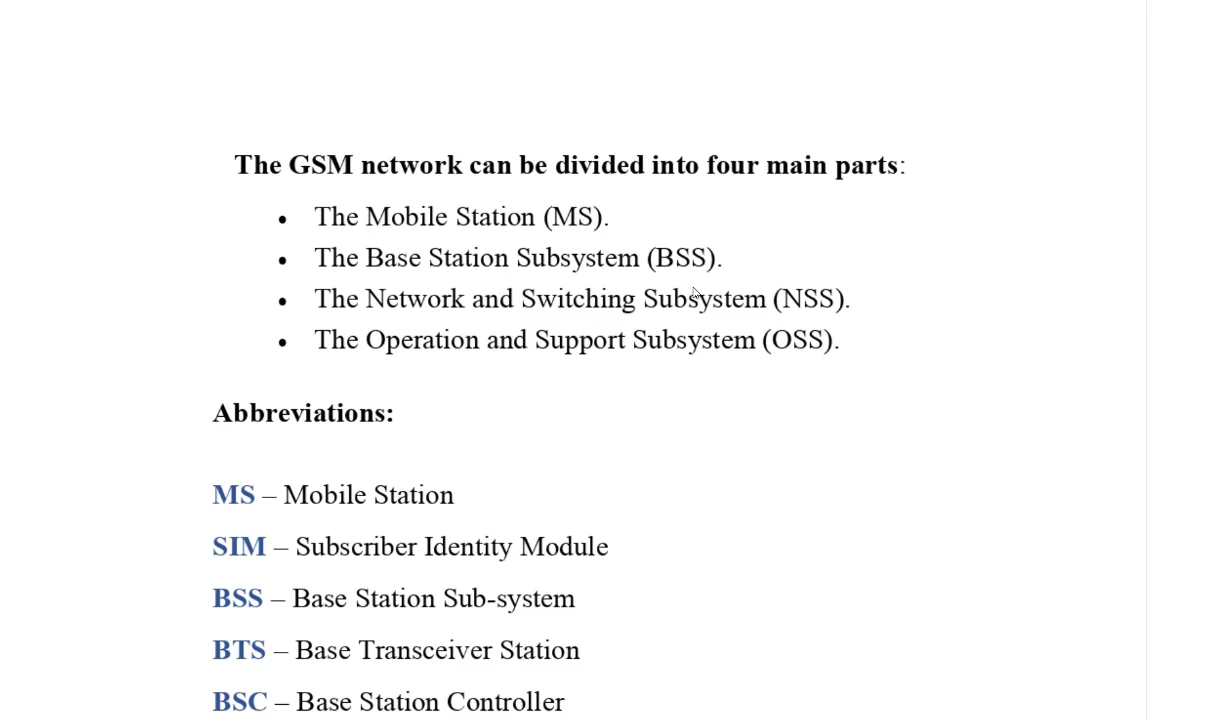 The GSM network can be divided into four main parts:
• The Mobile Station (MS).
• The Base Station Subsystem (BSS).
• The Network and Switching Subsystem (NSS).
• The Operation and Support Subsystem (OSS).
Abbreviations:
MS – Mobile Station
SIM – Subscriber Identity Module
BSS – Base Station Sub-system
BTS – Base Transceiver Station
BSC – Base Station Controller